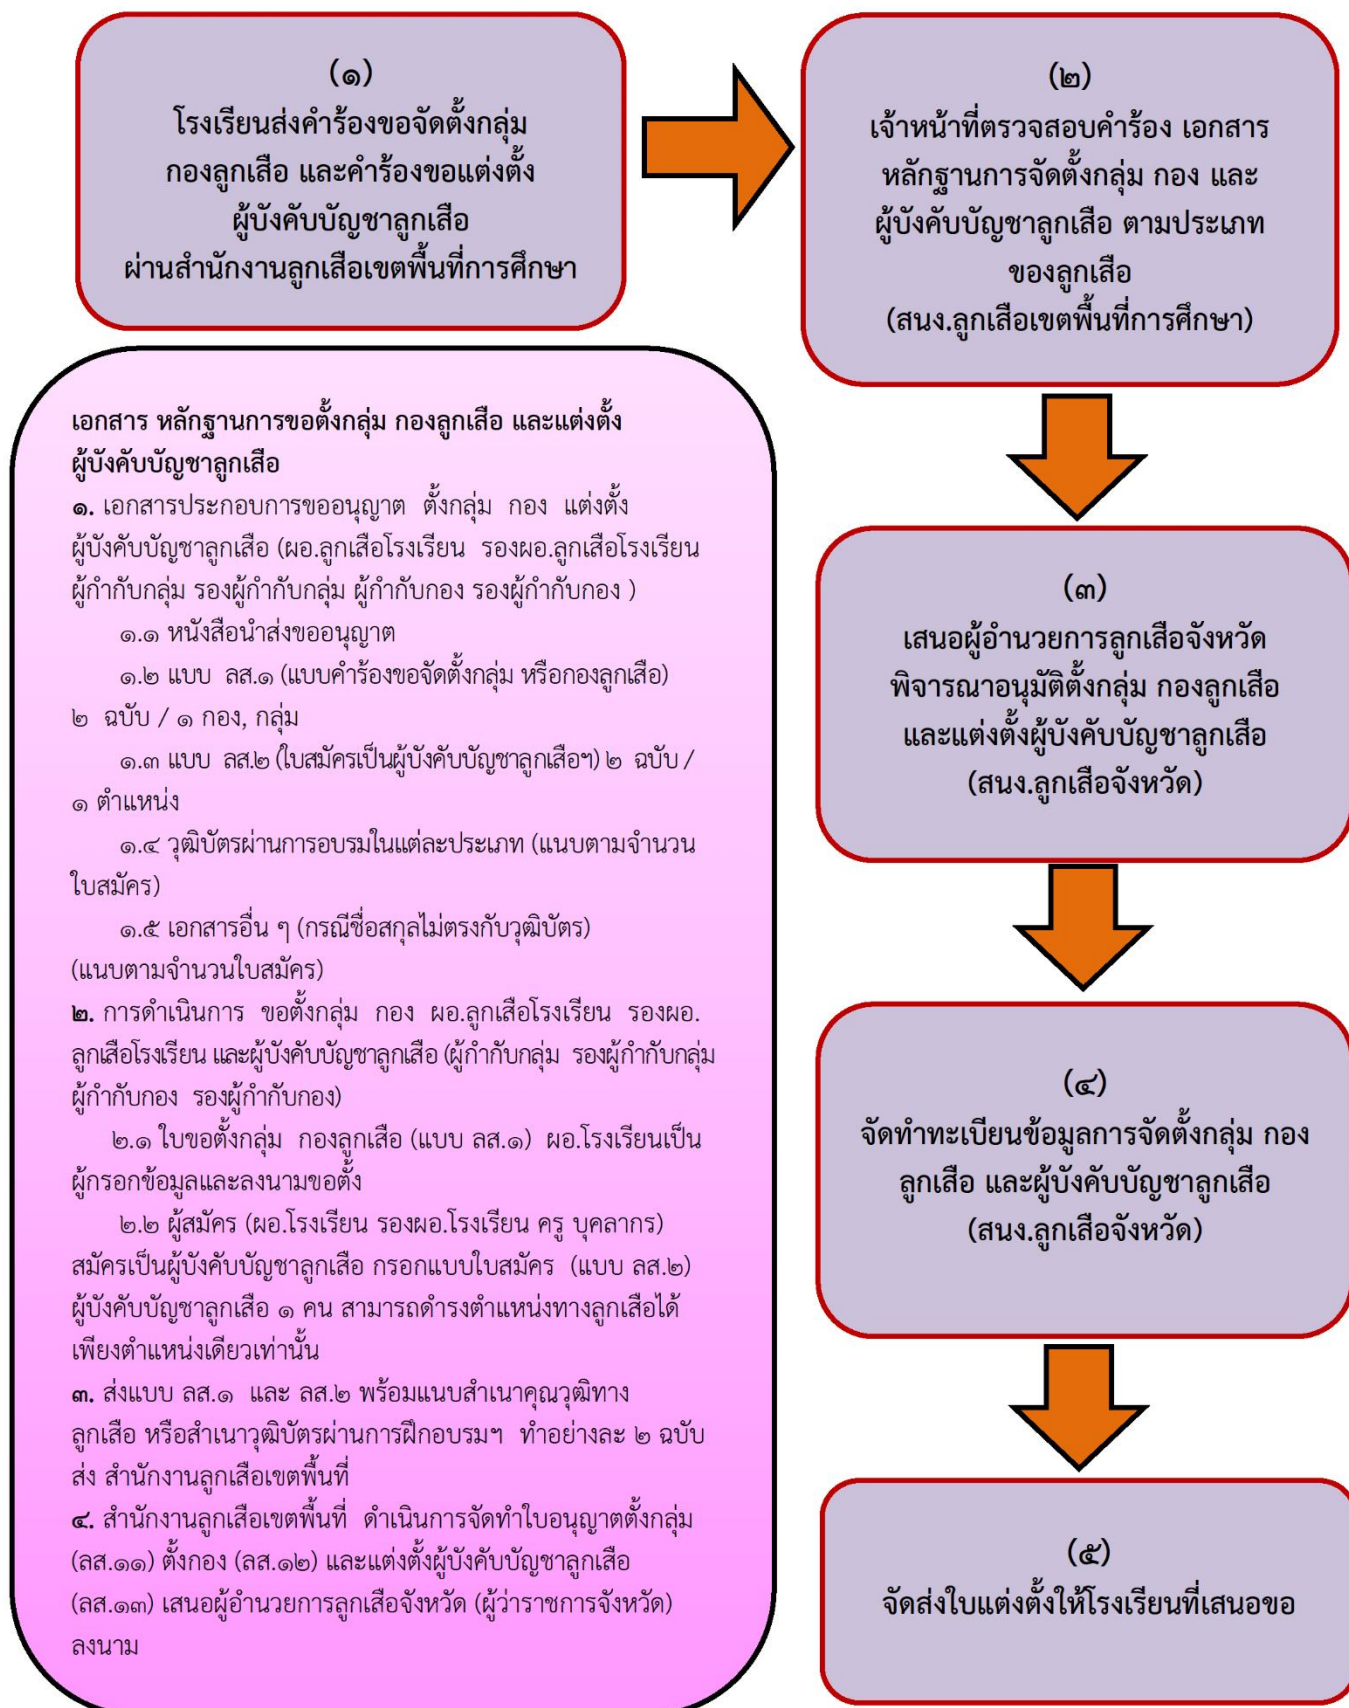 (๑)
โรงเรียนส่งคำร้องขอจัดตั้งกลุ่ม
กองลูกเสือ และคำร้องขอแต่งตั้ง
ผู้บังคับบัญชาลูกเสือ
ผ่านสำนักงานลูกเสือเขตพื้นที่การศึกษา
(๒)
เจ้าหน้าที่ตรวจสอบคำร้อง เอกสาร
หลักฐานการจัดตั้งกลุ่ม กอง และ
ผู้บังคับบัญชาลูกเสือ ตามประเภท
ของลูกเสือ
(สนง.ลูกเสือเขตพื้นที่การศึกษา)
(๓)
เสนอผู้อำนวยการลูกเสือจังหวัด
พิจารณาอนุมัติตั้งกลุ่ม กองลูกเสือ
และแต่งตั้งผู้บังคับบัญชาลูกเสือ
(สนง.ลูกเสือจังหวัด)
(๔)
จัดทำทะเบียนข้อมูลการจัดตั้งกลุ่ม กอง
ลูกเสือ และผู้บังคับบัญชาลูกเสือ
(สนง.ลูกเสือจังหวัด)
(๕)
จัดส่งใบแต่งตั้งให้โรงเรียนที่เสนอขอ
เอกสาร หลักฐานการขอตั้งกลุ่ม กองลูกเสือ และแต่งตั้ง
ผู้บังคับบัญชาลูกเสือ
๑. เอกสารประกอบการขออนุญาต ตั้งกลุ่ม กอง แต่งตั้ง
ผู้บังคับบัญชาลูกเสือ (ผอ.ลูกเสือโรงเรียน รองผอ.ลูกเสือโรงเรียน
ผู้กำกับกลุ่ม รองผู้กำกับกลุ่ม ผู้กำกับกอง รองผู้กำกับกอง )
๑.๑ หนังสือนำส่งขออนุญาต
๑.๒ แบบ ลส.๑ (แบบคำร้องขอจัดตั้งกลุ่ม หรือกองลูกเสือ)
๒ ฉบับ / ๑ กอง, กลุ่ม
๑.๓ แบบ ลส.๒ (ใบสมัครเป็นผู้บังคับบัญชาลูกเสือฯ) ๒ ฉบับ /
๑ ตำแหน่ง
๑.๔ วุฒิบัตรผ่านการอบรมในแต่ละประเภท (แนบตามจำนวน
ใบสมัคร)
๑.๕ เอกสารอื่น ๆ (กรณีชื่อสกุลไม่ตรงกับวุฒิบัตร)
(แนบตามจำนวนใบสมัคร)
๒. การดำเนินการ ขอตั้งกลุ่ม กอง ผอ.ลูกเสือโรงเรียน รองผอ.
ลูกเสือโรงเรียน และผู้บังคับบัญชาลูกเสือ (ผู้กำกับกลุ่ม รองผู้กำกับกลุ่ม
ผู้กำกับกอง รองผู้กำกับกอง)
๒.๑ ใบขอตั้งกลุ่ม กองลูกเสือ (แบบ ลส.๑) ผอ.โรงเรียนเป็น
ผู้กรอกข้อมูลและลงนามขอตั้ง
๒.๒ ผู้สมัคร (ผอ.โรงเรียน รองผอ.โรงเรียน ครู บุคลากร)
สมัครเป็นผู้บังคับบัญชาลูกเสือ กรอกแบบใบสมัคร (แบบ ลส.๒)
ผู้บังคับบัญชาลูกเสือ ๑ คน สามารถดำรงตำแหน่งทางลูกเสือได้
เพียงตำแหน่งเดียวเท่านั้น
๓. ส่งแบบ ลส.๑ และ ลส.๒ พร้อมแนบสำเนาคุณวุฒิทาง
ลูกเสือ หรือสำเนาวุฒิบัตรผ่านการฝึกอบรมฯ ทำอย่างละ ๒ ฉบับ
ส่ง สำนักงานลูกเสือเขตพื้นที่
๔. สำนักงานลูกเสือเขตพื้นที่ ดำเนินการจัดทำใบอนุญาตตั้งกลุ่ม
(ลส.๑๑) ตั้งกอง (ลส.๑๒) และแต่งตั้งผู้บังคับบัญชาลูกเสือ
(ลส.๑๓) เสนอผู้อำนวยการลูกเสือจังหวัด (ผู้ว่าราชการจังหวัด)
ลงนาม